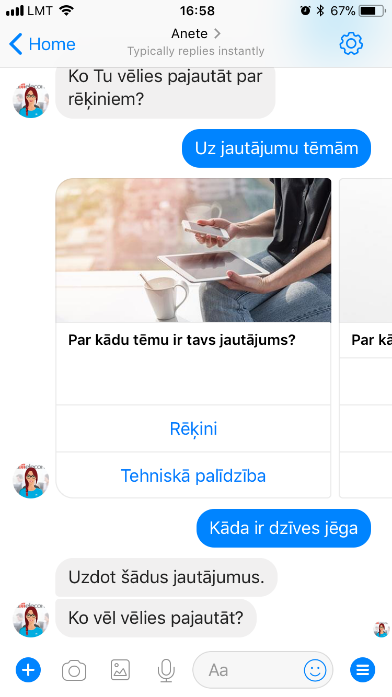 LMT 16:58 67%
Home
Anete
Typically replies instantly
Ko Tu vēlies pajautāt par
rēķiniem?
Uz jautājumu tēmām
Par kādu tēmu ir tavs jautājums?
Par kā
Rēķini
Tehniskā palīdzība
Kāda ir dzīves jēga
Uzdot šādus jautājumus.
Ko vēl vēlies pajautāt?
Aa